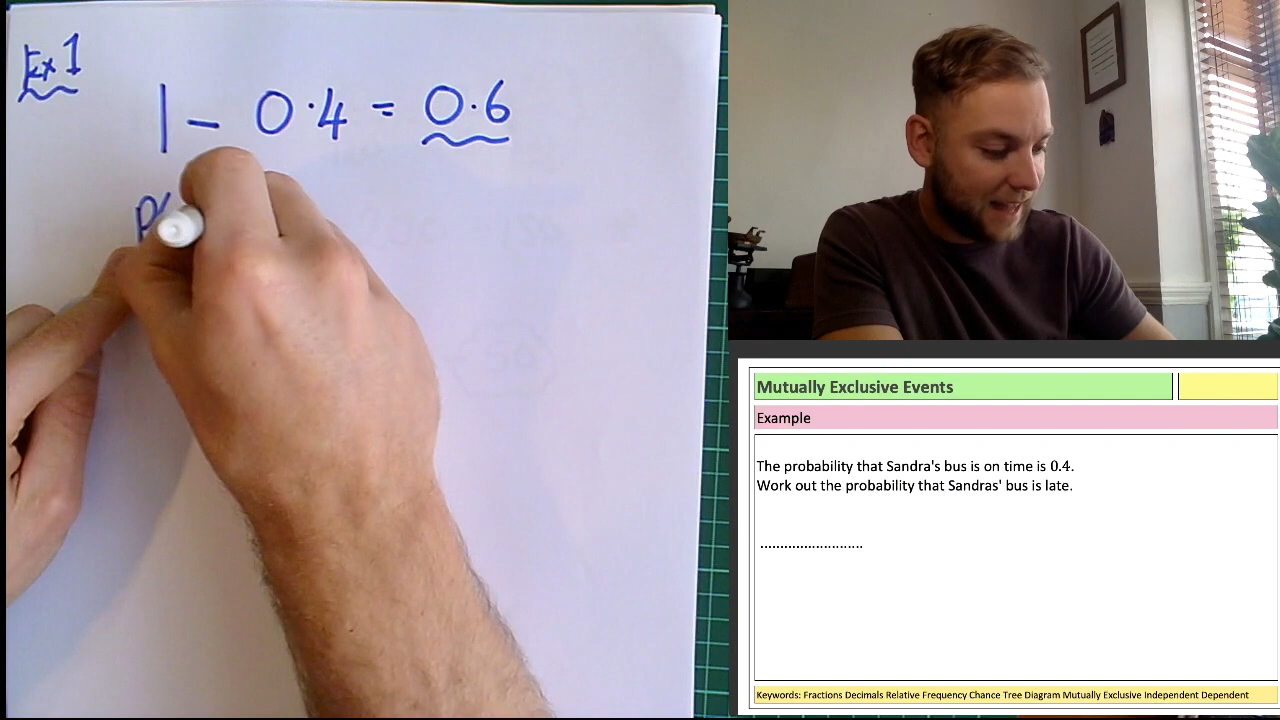 Ex 1
1 - 0.4 = 0.6
P(
Mutually Exclusive Events
Example
The probability that Sandra's bus is on time is 0.4.
Work out the probability that Sandras' bus is late.
..........................
Keywords: Fractions Decimals Relative Frequency Chance Tree Diagram Mutually Exclusive Independent Dependent